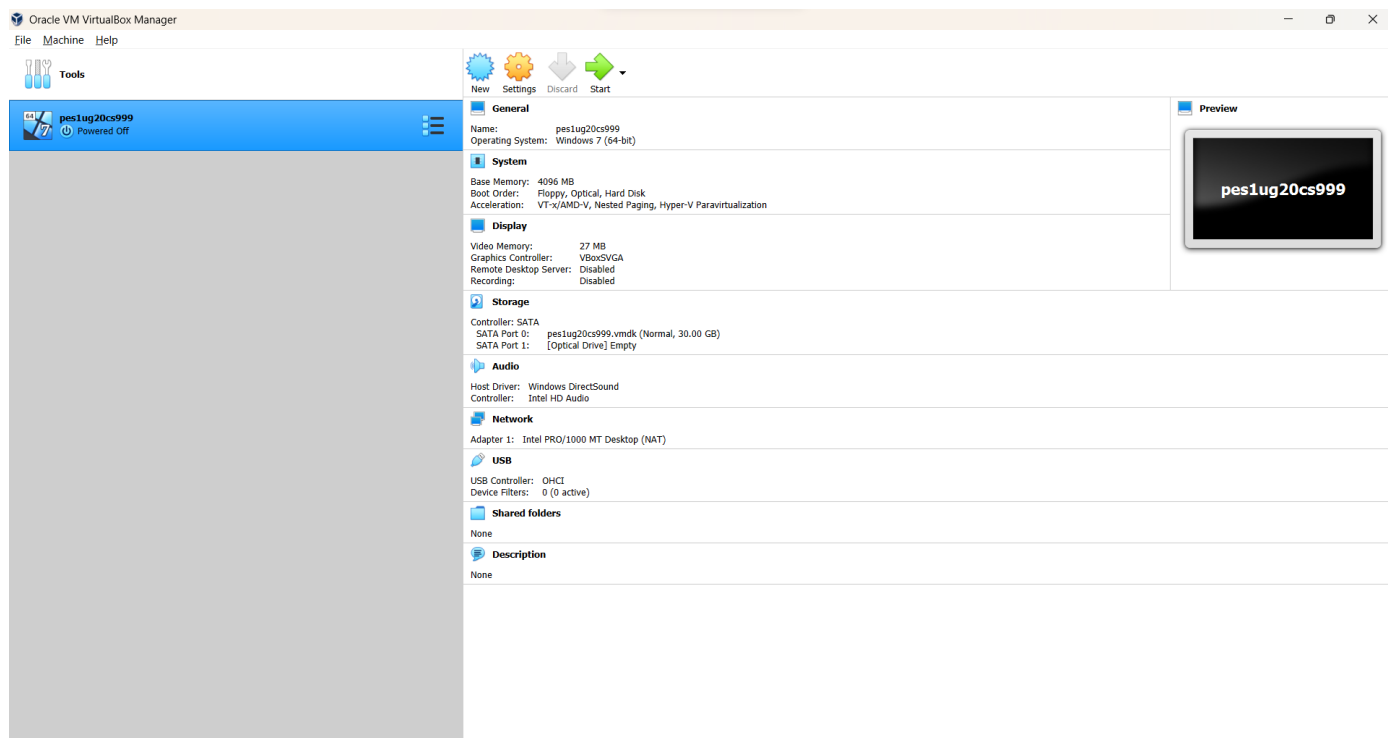 Oracle VM VirtualBox Manager
File Machine Help
Tools
New Settings Discard Start
64 7 pes1ug20cs999
Powered Off
General
Name: pes1ug20cs999
Operating System: Windows 7 (64-bit)
System
Base Memory: 4096 MB
Boot Order: Floppy, Optical, Hard Disk
Acceleration: VT-x/AMD-V, Nested Paging, Hyper-V Paravirtualization
Display
Video Memory: 27 MB
Graphics Controller: VBoxSVGA
Remote Desktop Server: Disabled
Recording: Disabled
Preview
pes1ug20cs999
Storage
Controller: SATA
SATA Port 0: pes1ug20cs999.vmdk (Normal, 30.00 GB)
SATA Port 1: [Optical Drive] Empty
Audio
Host Driver: Windows DirectSound
Controller: Intel HD Audio
Network
Adapter 1: Intel PRO/1000 MT Desktop (NAT)
USB
USB Controller: OHCI
Device Filters: 0 (0 active)
Shared folders
None
Description
None